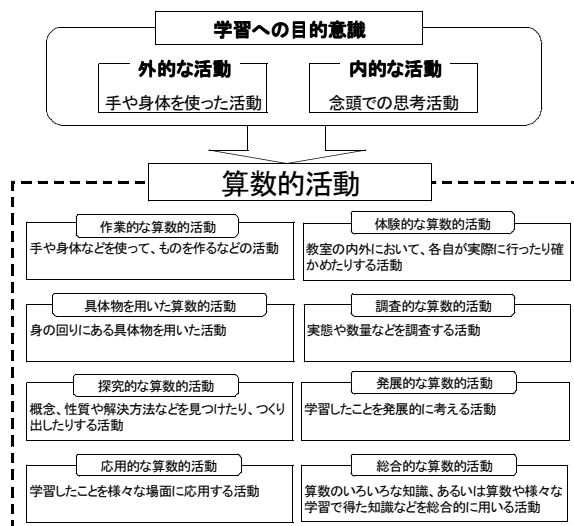 学習への目的意識
外的な活動
手や身体を使った活動
内的な活動
念頭での思考活動
算数的活動
作業的な算数的活動
手や身体などを使って、ものを作るなどの活動
体験的な算数的活動
教室の内外において、各自が実際に行ったり確
かめたりする活動
具体物を用いた算数的活動
身の回りにある具体物を用いた活動
調査的な算数的活動
実態や数量などを調査する活動
探究的な算数的活動
概念、性質や解決方法などを見つけたり、つくり
出したりする活動
発展的な算数的活動
学習したことを発展的に考える活動
応用的な算数的活動
学習したことを様々な場面に応用する活動
総合的な算数的活動
算数のいろいろな知識、あるいは算数や様々な
学習で得た知識などを総合的に用いる活動